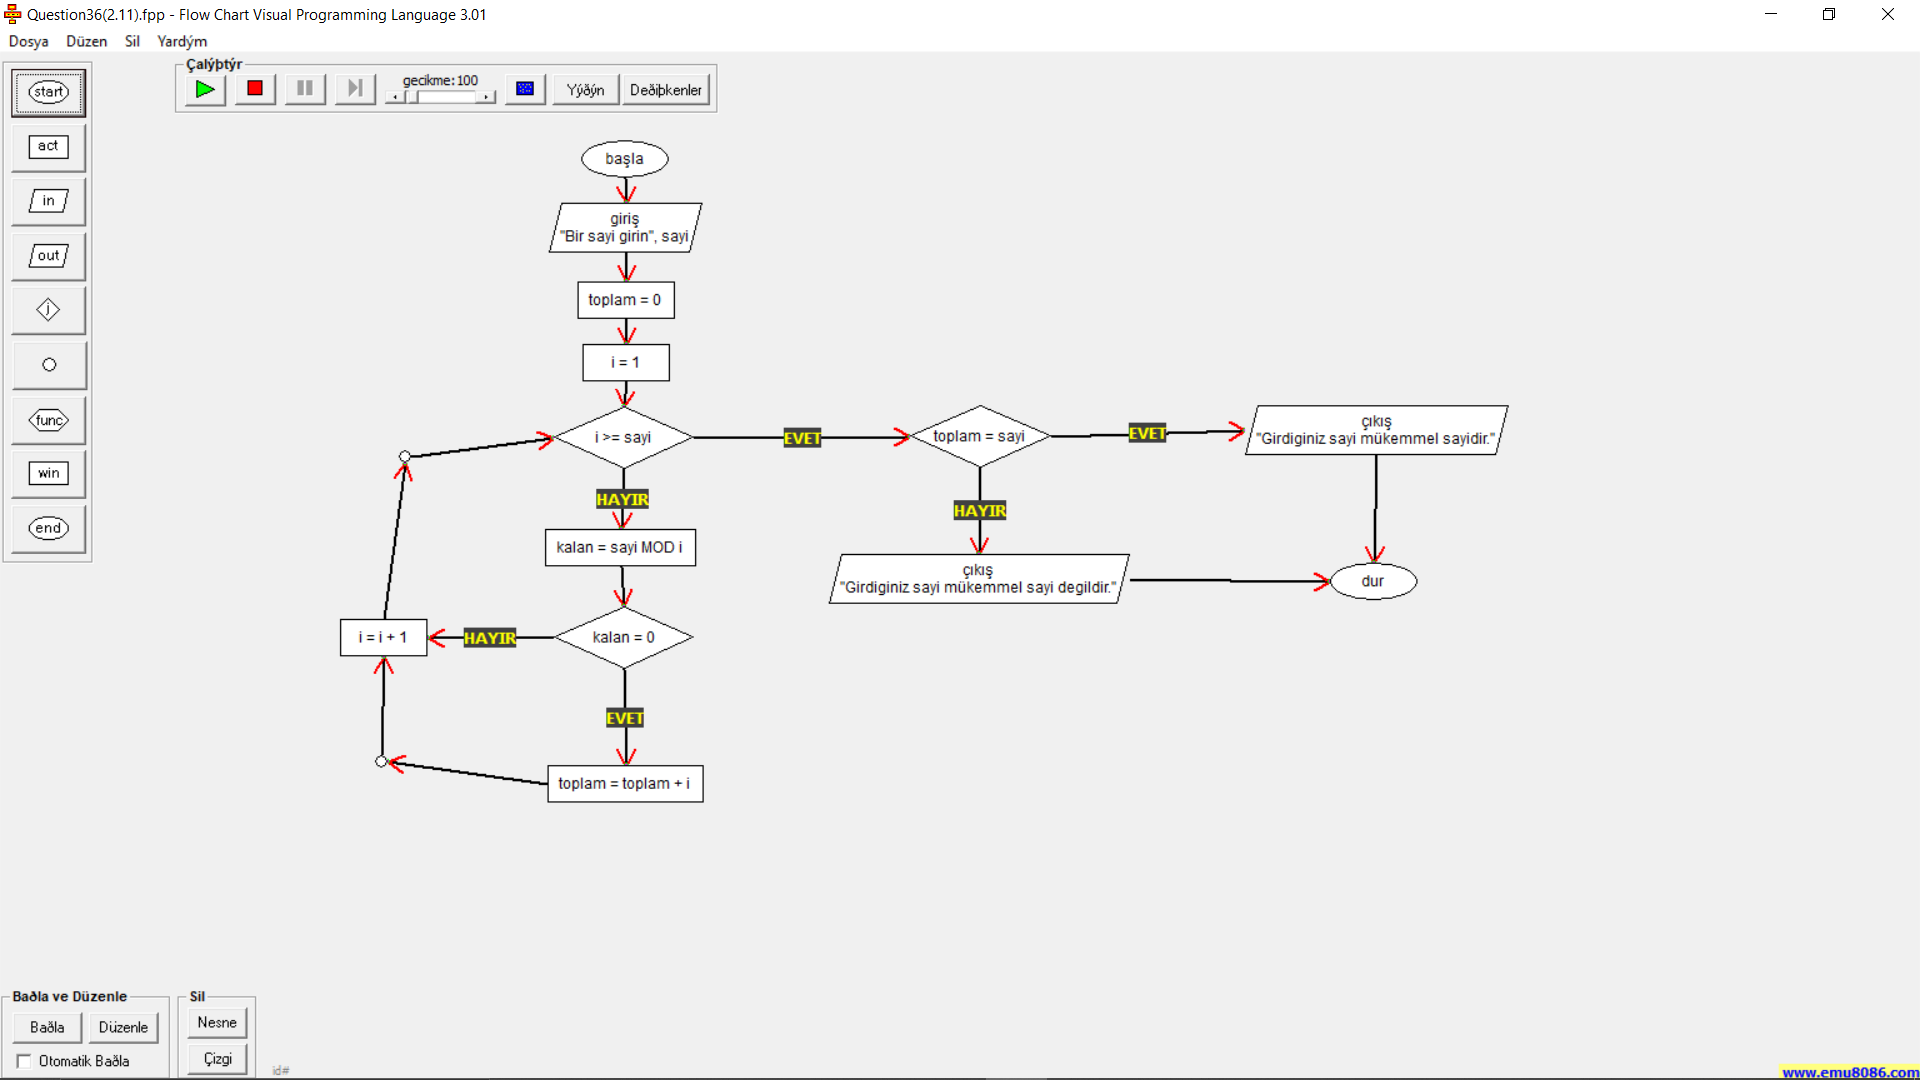 Question36(2.11).fpp - Flow Chart Visual Programming Language 3.01
Dosya Düzen Sil Yardým
Çalýþtýr
gecikme:100
Yýðýn
Deðiþkenler
start
act
in
out
j
func
win
end
başla
giriş
"Bir sayi girin", sayi
toplam = 0
i = 1
i >= sayi
EVET
toplam = sayi
EVET
çıkış
"Girdiginiz sayi mükemmel sayidir."
HAYIR
HAYIR
kalan = sayi MOD i
çıkış
"Girdiginiz sayi mükemmel sayi degildir."
dur
i = i + 1
HAYIR
kalan = 0
EVET
toplam = toplam + i
Baðla ve Düzenle
Baðla
Düzenle
Otomatik Baðla
Sil
Nesne
Çizgi
id#
www.emu8086.com